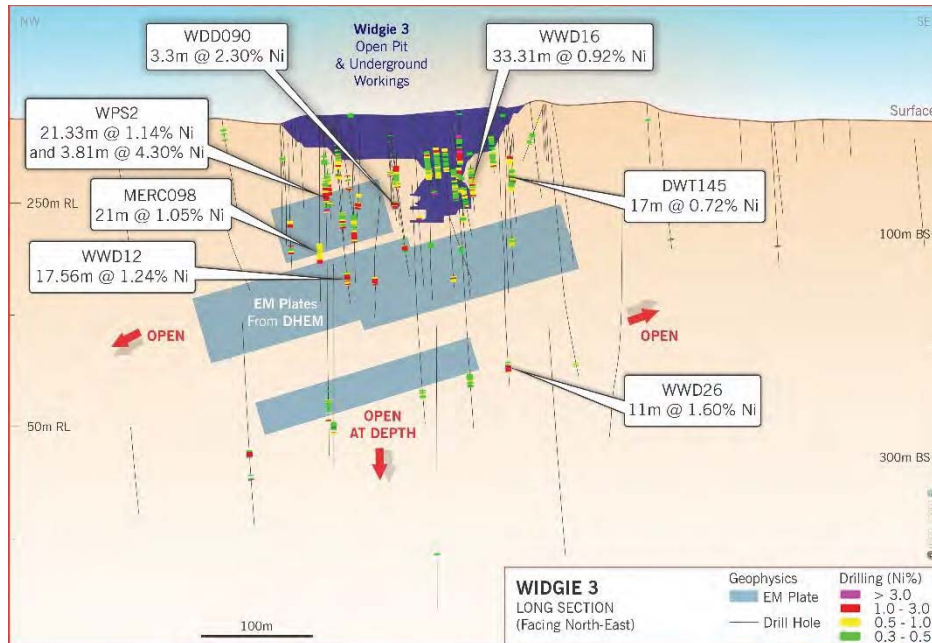 NW
SE
Widgie 3
Open Pit
& Underground
Workings
WDD090
3.3m @ 2.30% Ni
WWD16
33.31m @ 0.92% Ni
WPS2
21.33m @ 1.14% Ni
and 3.81m @ 4.30% Ni
Surface
MERC098
21m @ 1.05% Ni
DWT145
17m @ 0.72% Ni
250m RL
100m BS
WWD12
17.56m @ 1.24% Ni
EM Plates
From DHEM
OPEN
OPEN
WWD26
11m @ 1.60% Ni
OPEN
AT DEPTH
50m RL
300m BS
100m
WIDGIE 3
LONG SECTION
(Facing North-East)
Geophysics
EM Plate
Drill Hole
Drilling (Ni%)
> 3.0
1.0 - 3.0
0.5 - 1.0
0.3 - 0.5